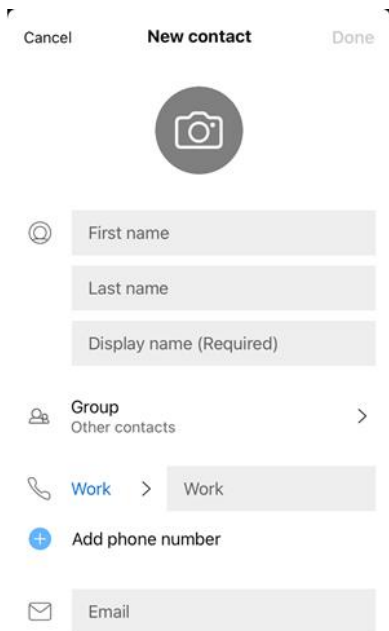 Cancel New contact Done
First name
Last name
Display name (Required)
Group
Other contacts
Work Work
Add phone number
Email